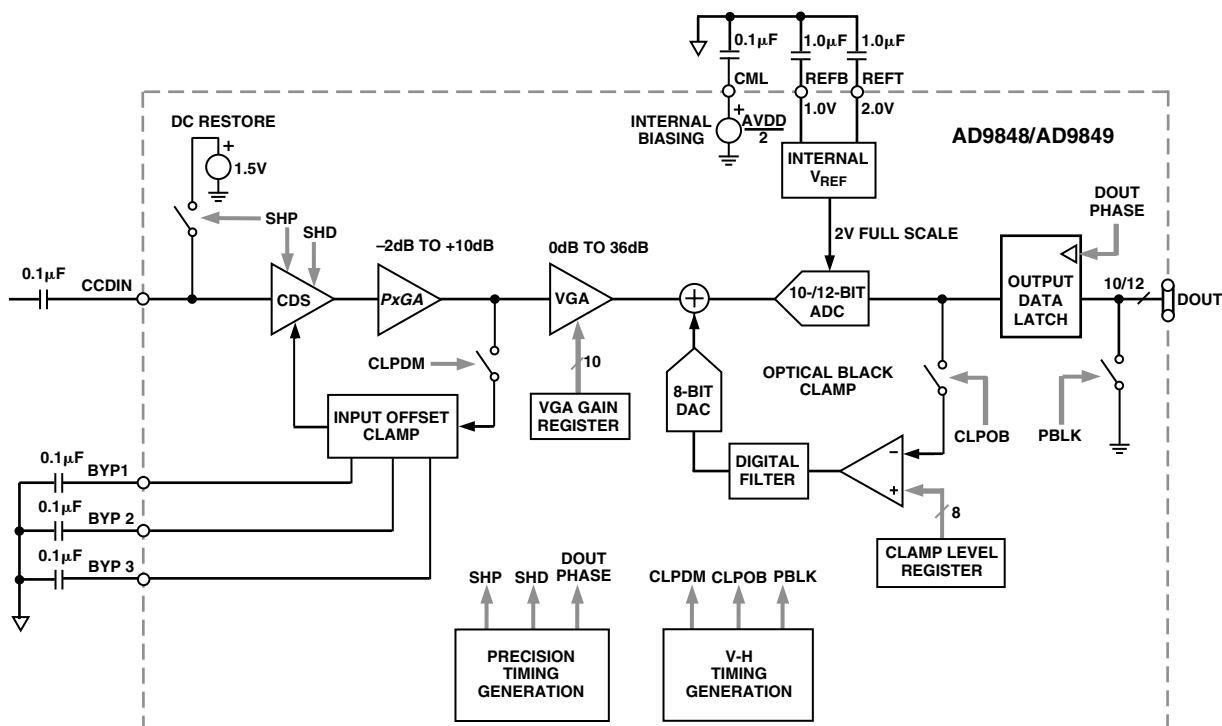 0.1μF
1.0μF
1.0μF
CML
REFB
REFT
1.0V
2.0V
DC RESTORE
+
1.5V
INTERNAL
BIASING
+
AVDD
2
AD9848/AD9849
INTERNAL
VREF
DOUT
PHASE
SHP
SHD
–2dB TO +10dB
0dB TO 36dB
2V FULL SCALE
0.1μF
CCDIN
CDS
PxGA
VGA
+
10-/12-BIT
ADC
OUTPUT
DATA
LATCH
10/12
DOUT
CLPDM
10
8-BIT
DAC
OPTICAL BLACK
CLAMP
INPUT OFFSET
CLAMP
VGA GAIN
REGISTER
CLPOB
PBLK
0.1μF
BYP1
DIGITAL
FILTER
–
+
0.1μF
BYP 2
8
0.1μF
BYP 3
CLAMP LEVEL
REGISTER
SHP
SHD
DOUT
PHASE
CLPDM
CLPOB
PBLK
PRECISION
TIMING
GENERATION
V-H
TIMING
GENERATION